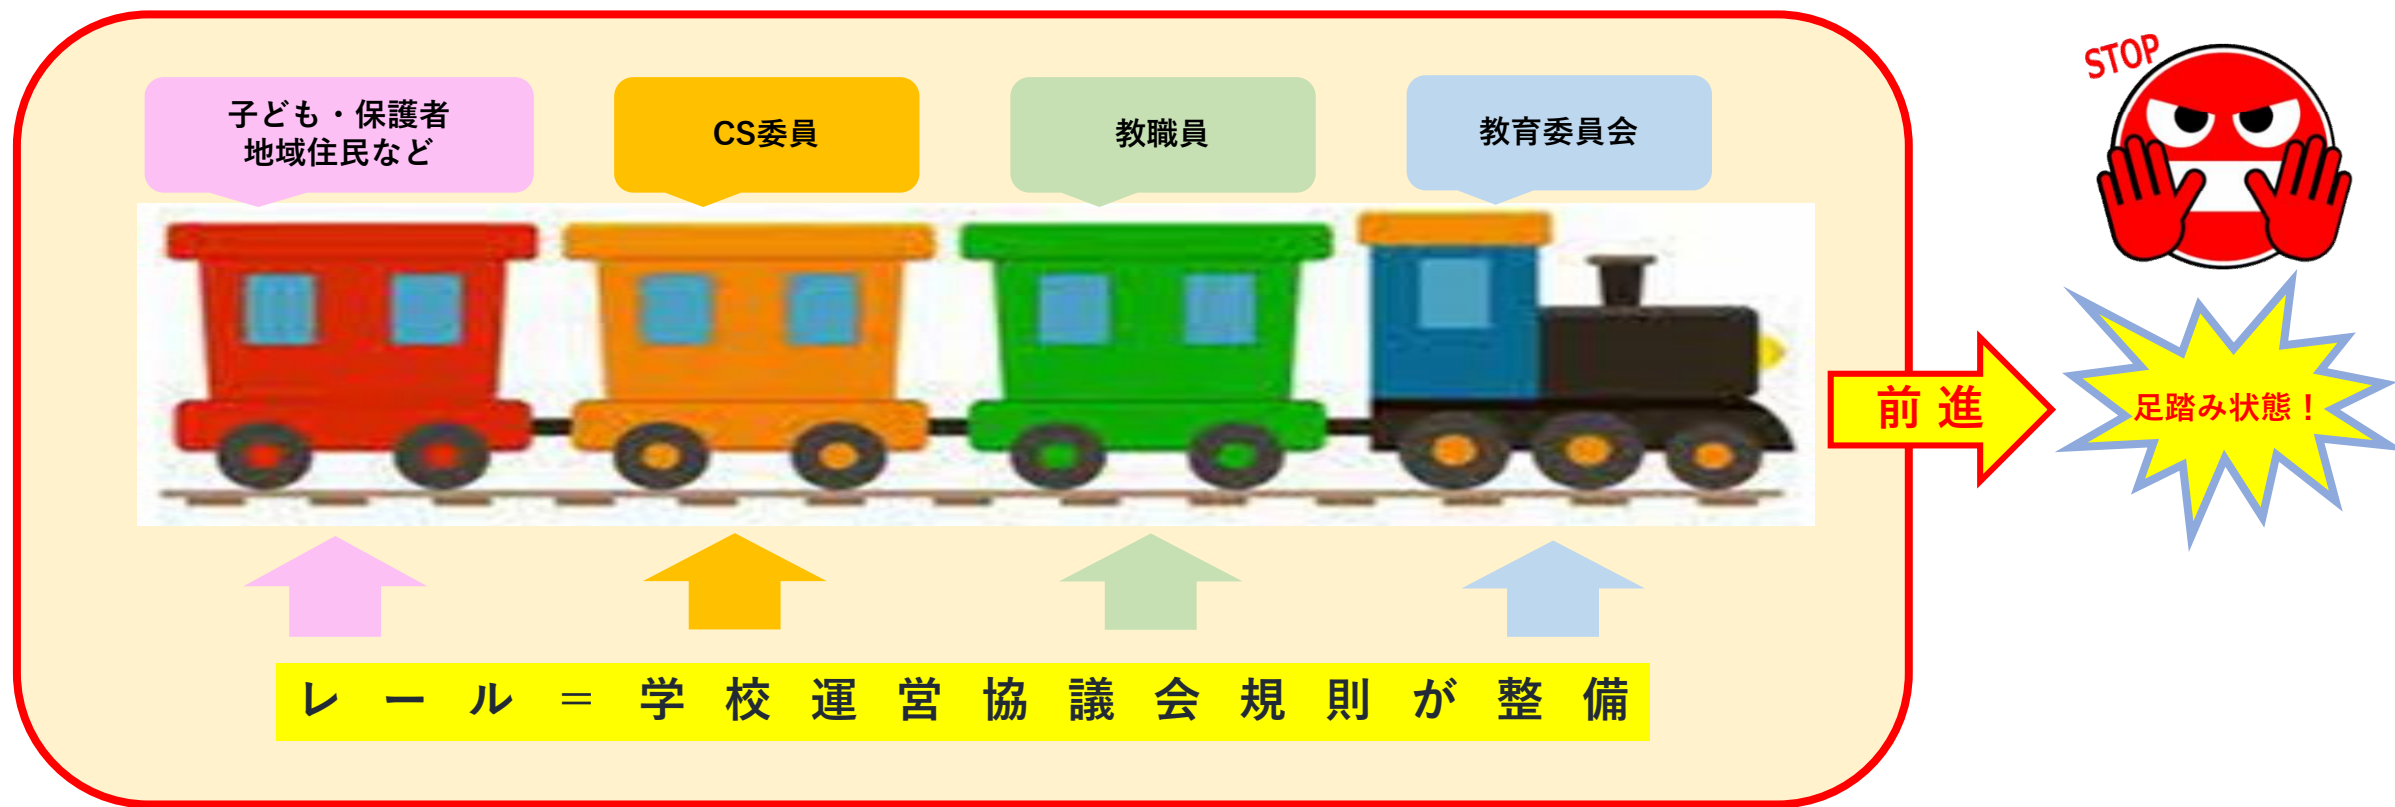 STOP
子ども・保護者
地域住民など
CS委員
教職員
教育委員会
前進
足踏み状態！
レール＝学校運営協議会規則が整備